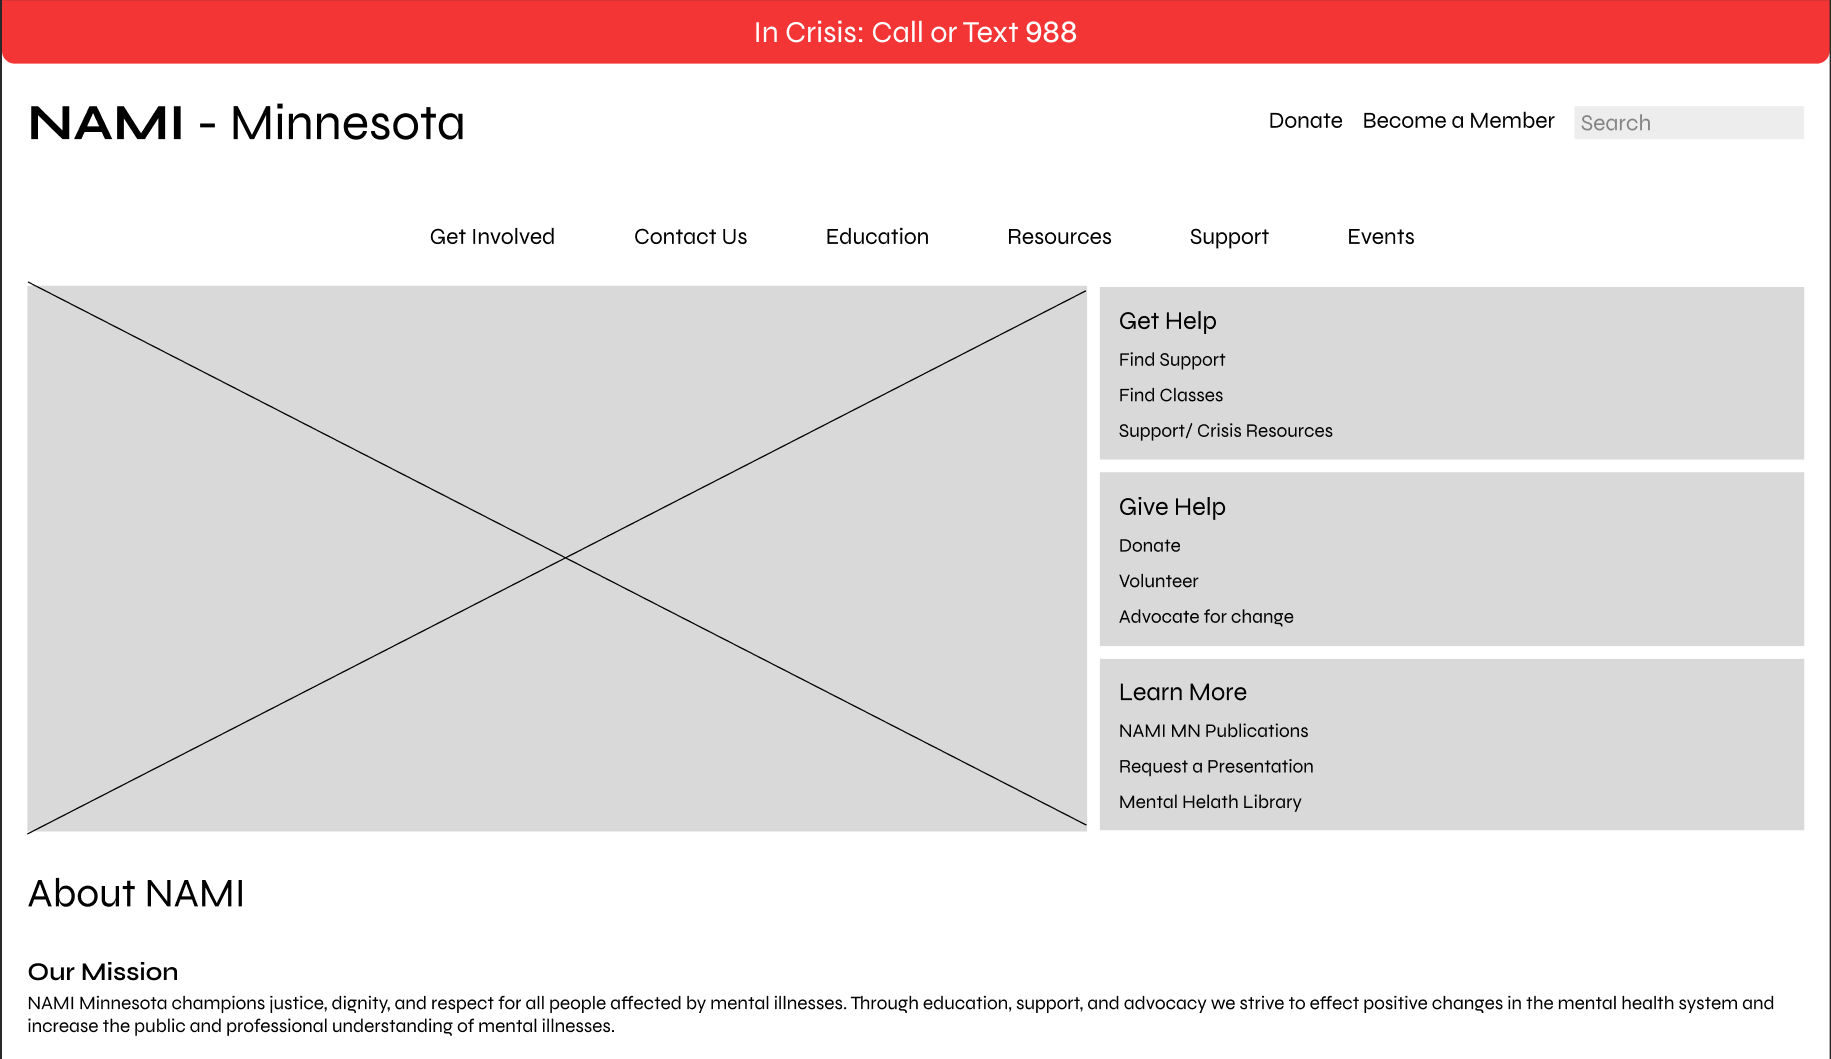 In Crisis: Call or Text 988
NAMI - Minnesota
Donate
Become a Member
Search
Get Involved
Contact Us
Education
Resources
Support
Events
Get Help
Find Support
Find Classes
Support/ Crisis Resources
Give Help
Donate
Volunteer
Advocate for change
Learn More
NAMI MN Publications
Request a Presentation
Mental Helath Library
About NAMI
Our Mission
NAMI Minnesota champions justice, dignity, and respect for all people affected by mental illnesses. Through education, support, and advocacy we strive to effect positive changes in the mental health system and
increase the public and professional understanding of mental illnesses.